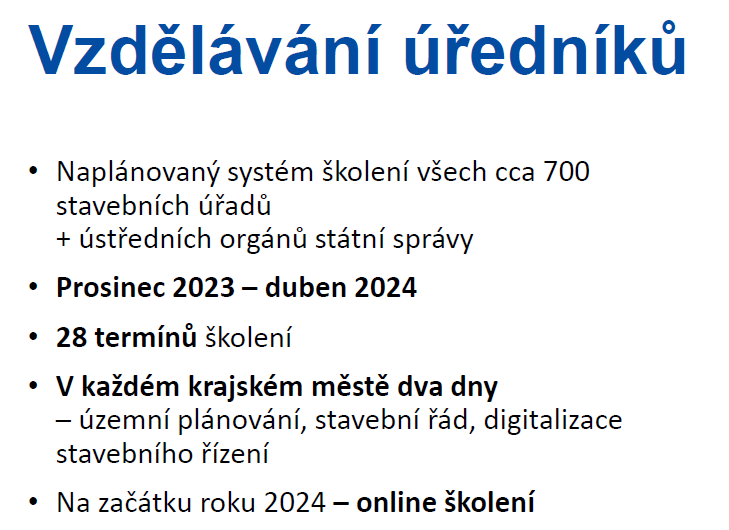 Vzdělávání úředníků
• Naplánovaný systém školení všech cca 700
stavebních úřadů
+ ústředních orgánů státní správy
• Prosinec 2023 – duben 2024
• 28 termínů školení
• V každém krajském městě dva dny
– územní plánování, stavební řád, digitalizace
stavebního řízení
• Na začátku roku 2024 – online školení